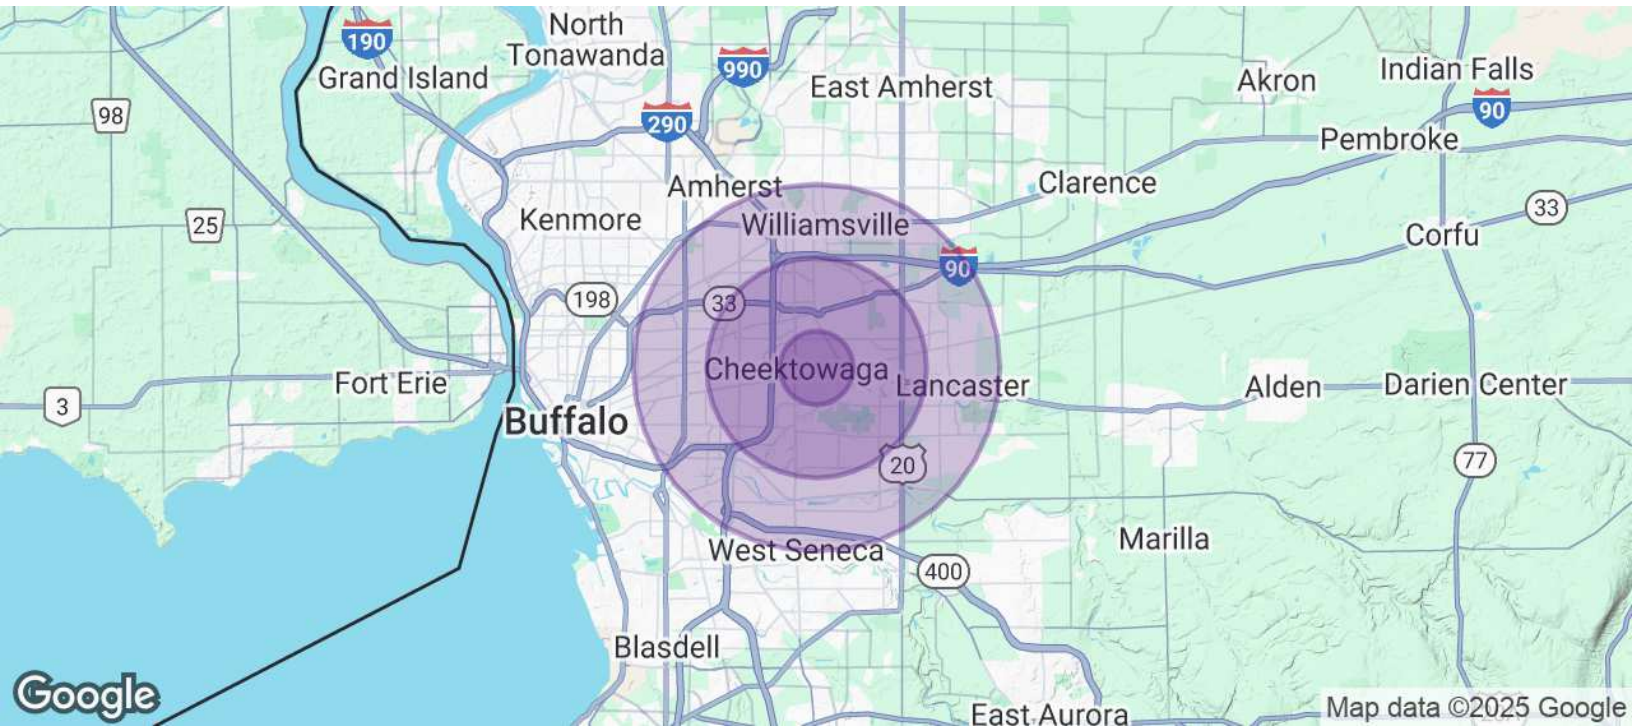 190
North
Tonawanda
990
Grand Island
East Amherst
Akron
Indian Falls
98
290
90
Pembroke
Amherst
Clarence
25
Kenmore
Williamsville
33
Corfu
90
198
33
Cheektowaga
Lancaster
Alden
Darien Center
Fort Erie
3
Buffalo
20
77
West Seneca
Marilla
400
Blasdell
Google
East Aurora
Map data ©2025 Google